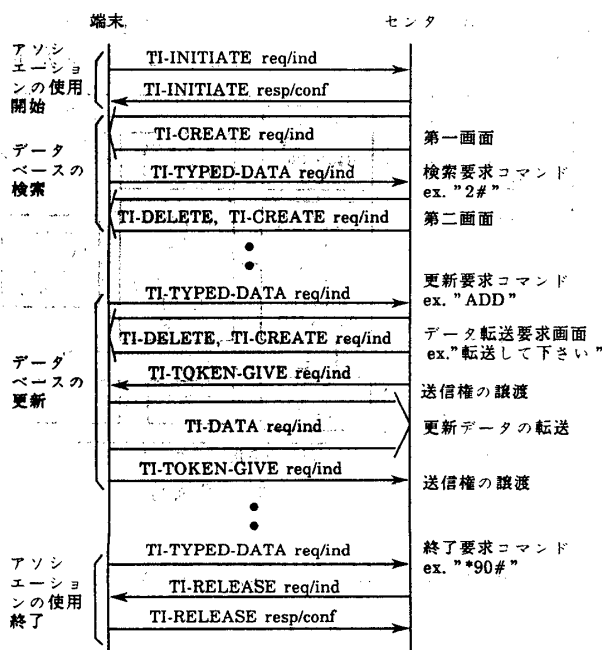 端末
センタ
アソシ
エーショ
ンの使用
開始
TI-INITIATE req/ind
TI-INITIATE resp/conf
データ
ベースの
検索
TI-CREATE req/ind
第一画面
TI-TYPED-DATA req/ind
検索要求コマンド
ex. "2#"
TI-DELETE, TI-CREATE req/ind
第二画面
データ
ベースの
更新
TI-TYPED-DATA req/ind
更新要求コマンド
ex. "ADD"
TI-DELETE, TI-CREATE req/ind
データ転送要求画面
ex."転送して下さい"
TI-TOKEN-GIVE req/ind
送信権の譲渡
TI-DATA req/ind
更新データの転送
TI-TOKEN-GIVE req/ind
送信権の譲渡
アソシ
エーショ
ンの使用
終了
TI-TYPED-DATA req/ind
終了要求コマンド
ex. "*90#"
TI-RELEASE req/ind
TI-RELEASE resp/conf